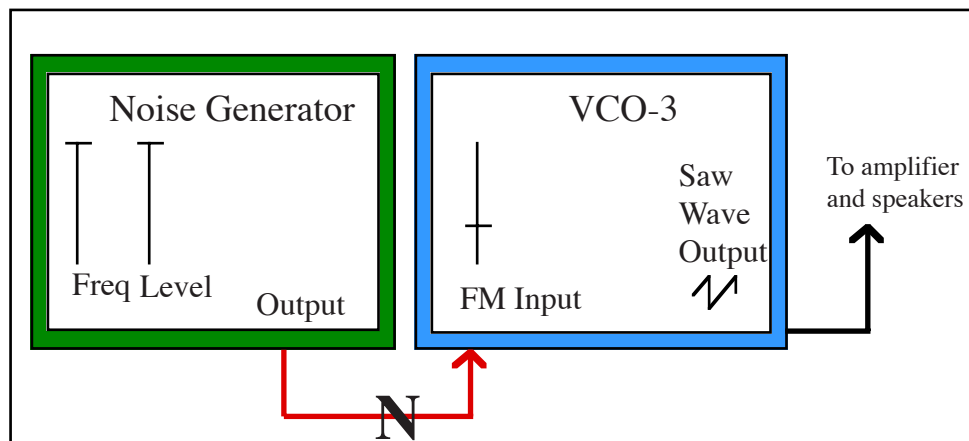 Noise Generator
Freq Level
Output
VCO-3
Saw
Wave
Output
FM Input
To amplifier
and speakers
N